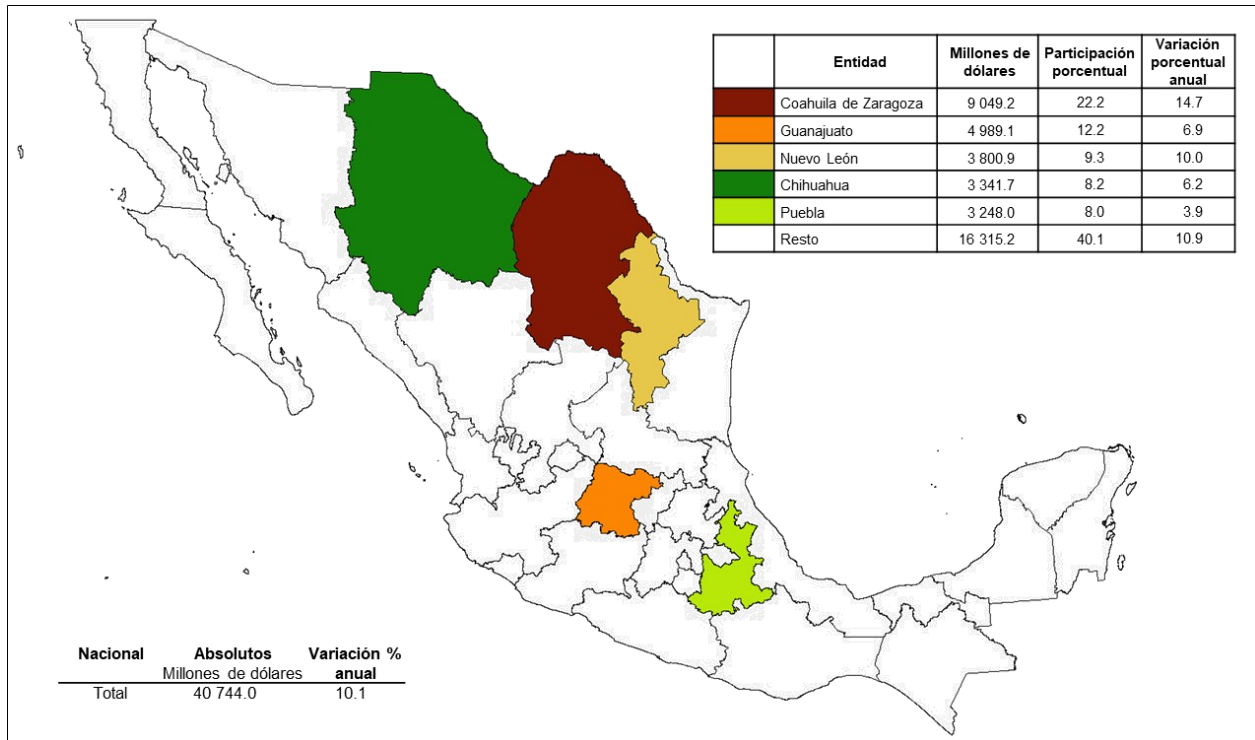 Entidad Millones de dólares Participación porcentual Variación porcentual anual
Coahuila de Zaragoza 9 049.2 22.2 14.7
Guanajuato 4 989.1 12.2 6.9
Nuevo León 3 800.9 9.3 10.0
Chihuahua 3 341.7 8.2 6.2
Puebla 3 248.0 8.0 3.9
Resto 16 315.2 40.1 10.9
Nacional Absolutos Variación %
Millones de dólares anual
Total 40 744.0 10.1